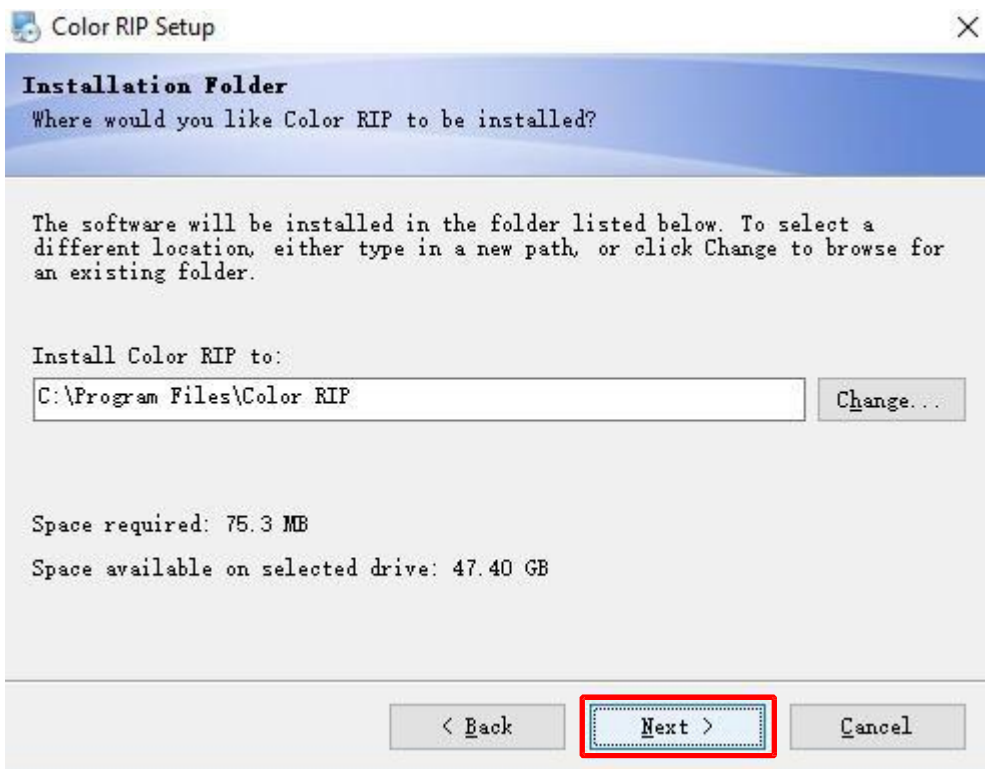 Color RIP Setup
Installation Folder
Where would you like Color RIP to be installed?
The software will be installed in the folder listed below. To select a
different location, either type in a new path, or click Change to browse for
an existing folder.
Install Color RIP to:
C:\Program Files\Color RIP
Change...
Space required: 75.3 MB
Space available on selected drive: 47.40 GB
< Back
Next >
Cancel